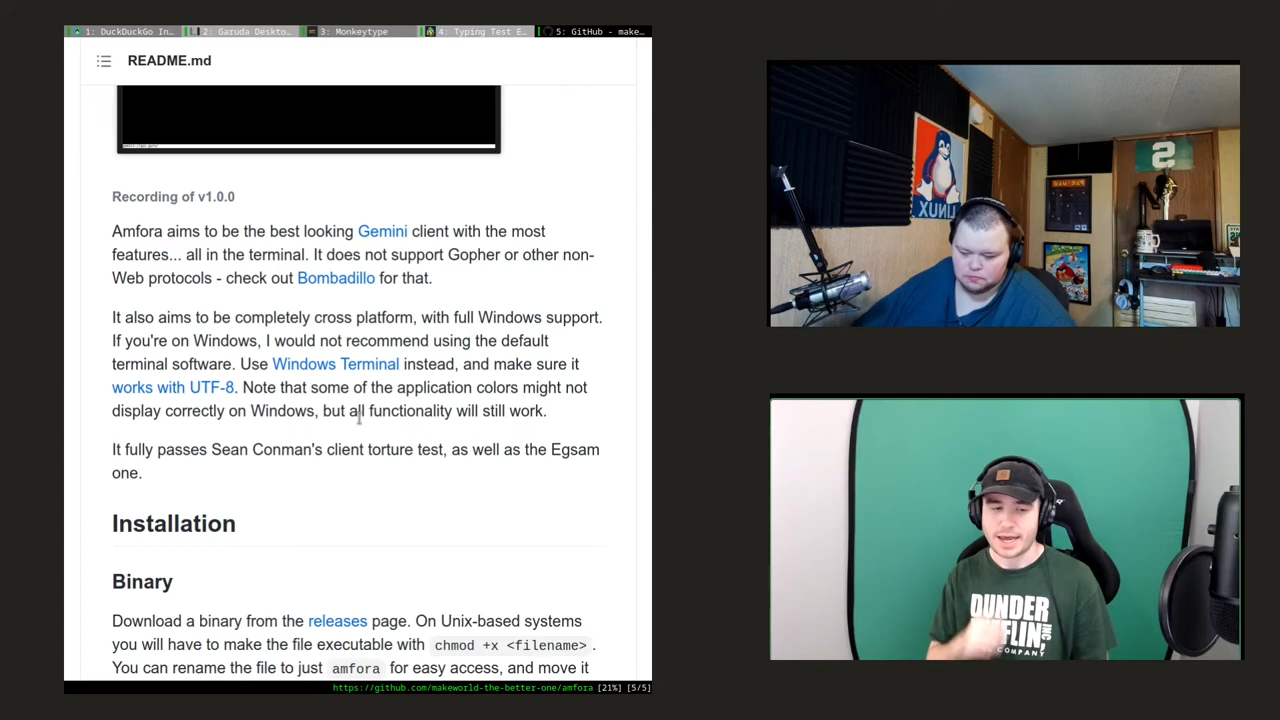 1: DuckDuckGo In…
2: Garuda Deskto…
3: Monkeytype
4: Typing Test E…
5: GitHub - make…
README.md
Recording of v1.0.0
Amfora aims to be the best looking Gemini client with the most
features... all in the terminal. It does not support Gopher or other non-
Web protocols - check out Bombadillo for that.
It also aims to be completely cross platform, with full Windows support.
If you're on Windows, I would not recommend using the default
terminal software. Use Windows Terminal instead, and make sure it
works with UTF-8. Note that some of the application colors might not
display correctly on Windows, but all functionality will still work.
It fully passes Sean Conman's client torture test, as well as the Egsam
one.
Installation
Binary
Download a binary from the releases page. On Unix-based systems
you will have to make the file executable with chmod +x <filename>.
You can rename the file to just amfora for easy access, and move it
https://github.com/makeworld-the-better-one/amfora [21%] [5/5]
LINUX
S
DUNDER